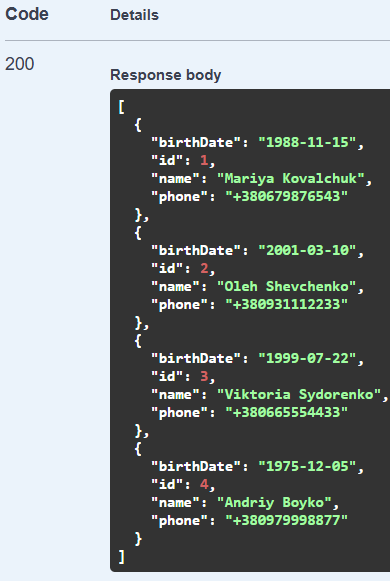 Code Details
200
Response body
[
  {
    "birthDate": "1988-11-15",
    "id": 1,
    "name": "Mariya Kovalchuk",
    "phone": "+380679876543"
  },
  {
    "birthDate": "2001-03-10",
    "id": 2,
    "name": "Oleh Shevchenko",
    "phone": "+380931112233"
  },
  {
    "birthDate": "1999-07-22",
    "id": 3,
    "name": "Viktoria Sydorenko",
    "phone": "+380665554433"
  },
  {
    "birthDate": "1975-12-05",
    "id": 4,
    "name": "Andriy Boyko",
    "phone": "+380979998877"
  }
]